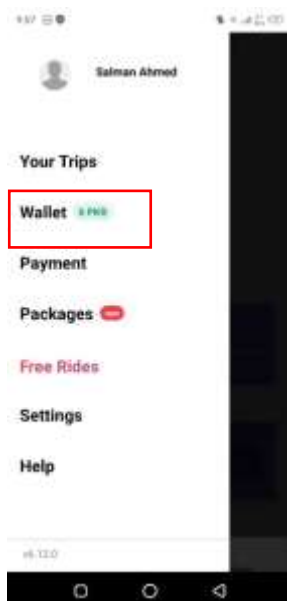 Salman Ahmed
Your Trips
Wallet
Payment
Packages
Free Rides
Settings
Help